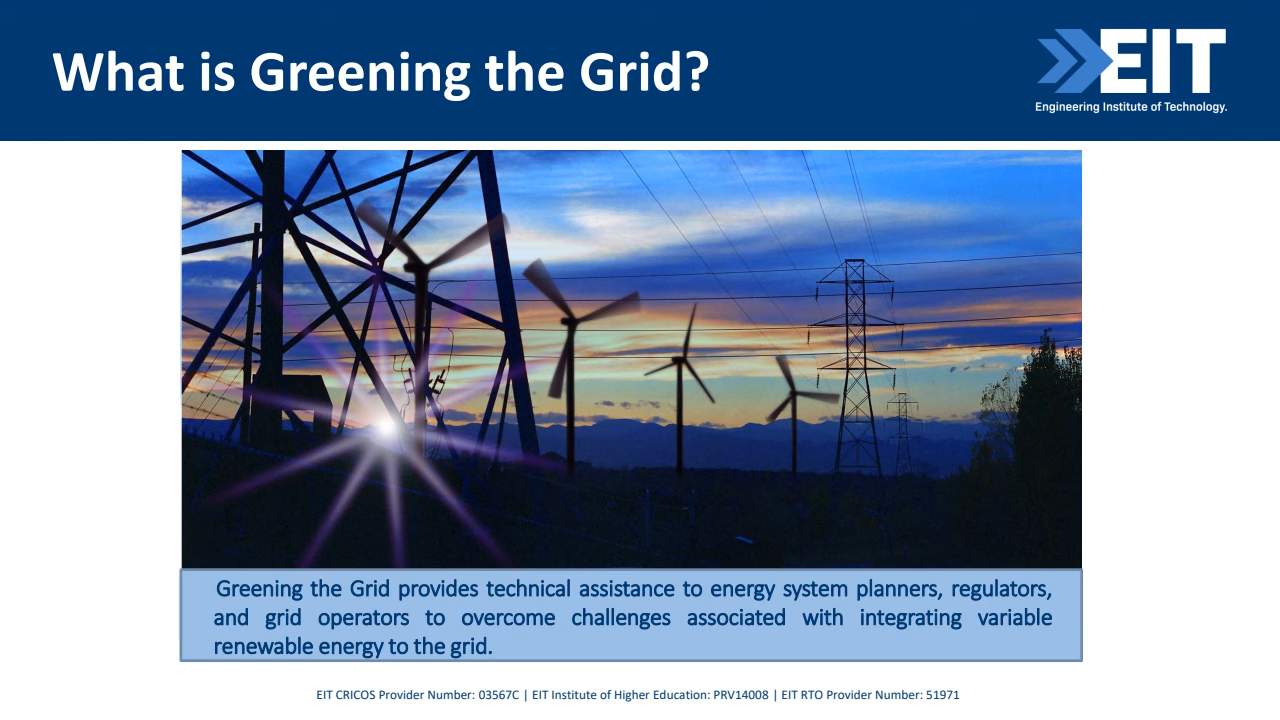 What is Greening the Grid?
EIT
Engineering Institute of Technology.
Greening the Grid provides technical assistance to energy system planners, regulators,
and grid operators to overcome challenges associated with integrating variable
renewable energy to the grid.
EIT CRICOS Provider Number: 03567C | EIT Institute of Higher Education: PRV14008 | EIT RTO Provider Number: 51971